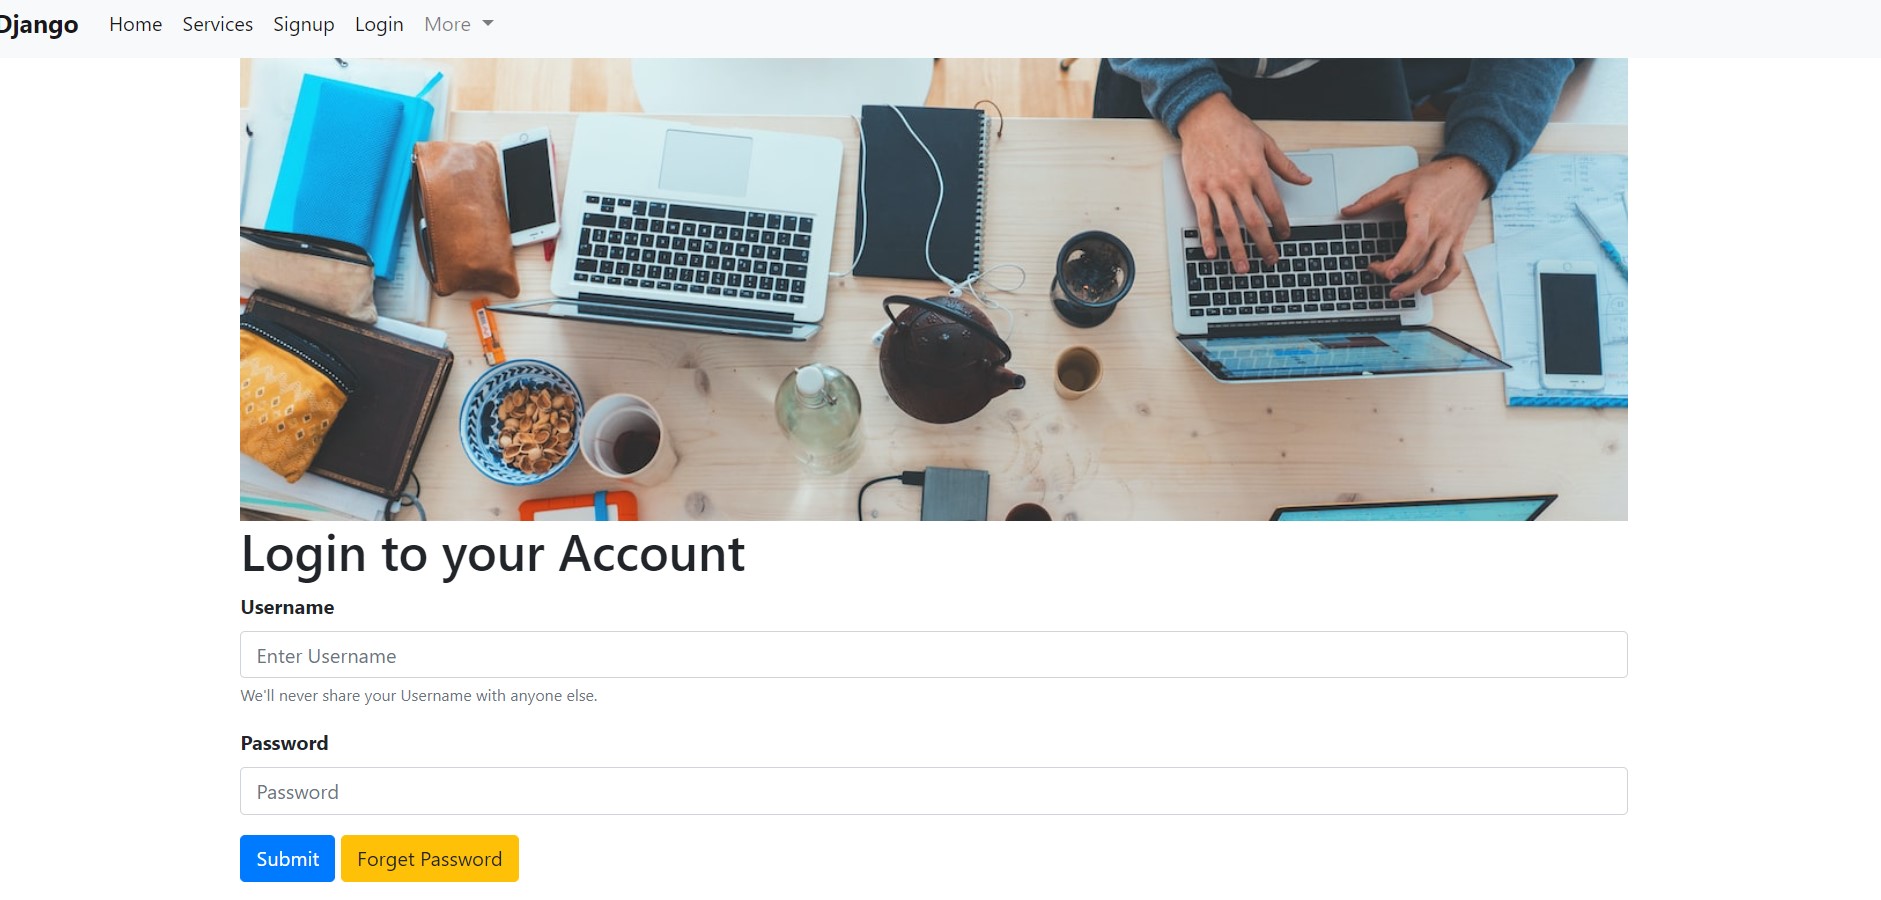 Django Home Services Signup Login More
Login to your Account
Username
Enter Username
We'll never share your Username with anyone else.
Password
Password
Submit Forget Password